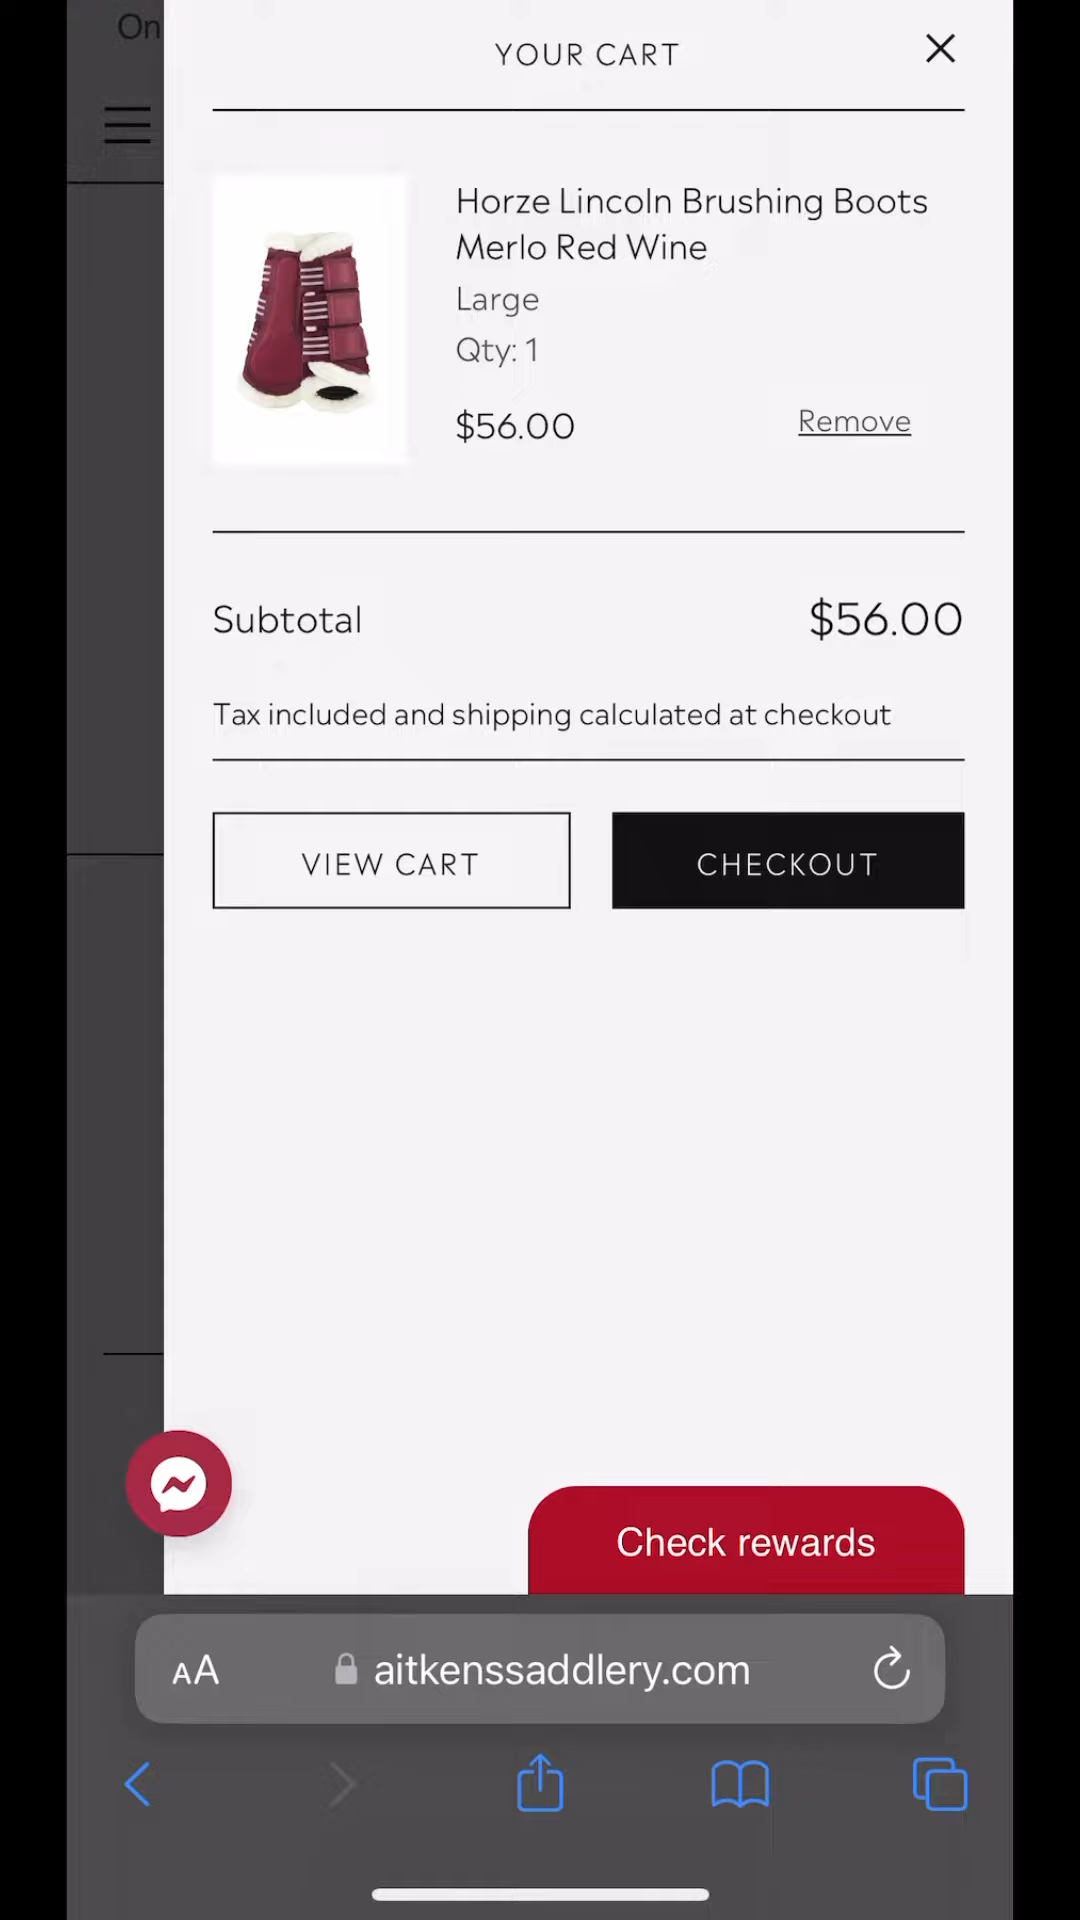 On
YOUR CART
Horze Lincoln Brushing Boots
Merlo Red Wine
Large
Qty: 1
$56.00
Remove
Subtotal
$56.00
Tax included and shipping calculated at checkout
VIEW CART
CHECKOUT
Check rewards
AA
aitkenssaddlery.com